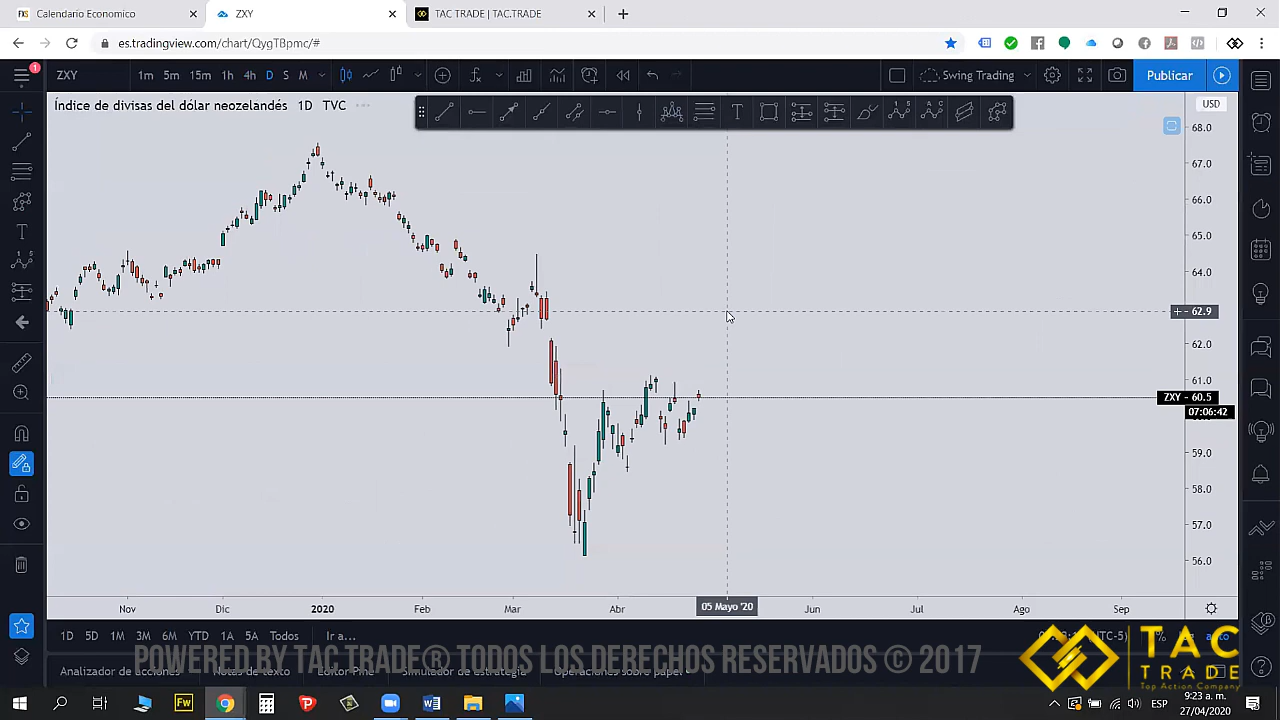 Calendario Economico
ZXY
TAC TRADE | TAC.TRADE
es.tradingview.com/chart/QygTBpmc/#
1
ZXY
1m 5m 15m 1h 4h D S M
Swing Trading
Publicar
Índice de divisas del dólar neozelandés 1D TVC
USD
68.0
67.0
66.0
65.0
64.0
62.9
62.0
61.0
ZXY - 60.5
07:06:42
59.0
58.0
57.0
56.0
Nov Dic 2020 Feb Mar Abr 05 Mayo '20 Jun Jul Ago Sep
1D 5D 1M 3M 6M YTD 1A 5A Todos Ir a...
(UTC-5) % auto
POWERED BY TAC TRADE® TODOS LOS DERECHOS RESERVADOS © 2017
Analizador de acciones Notas de texto Editor Pine Simulador de estrategia Operaciones sobre papel
TAC
TRADE
Top Action Company
Fw
ESP
9:23 a. m.
27/04/2020